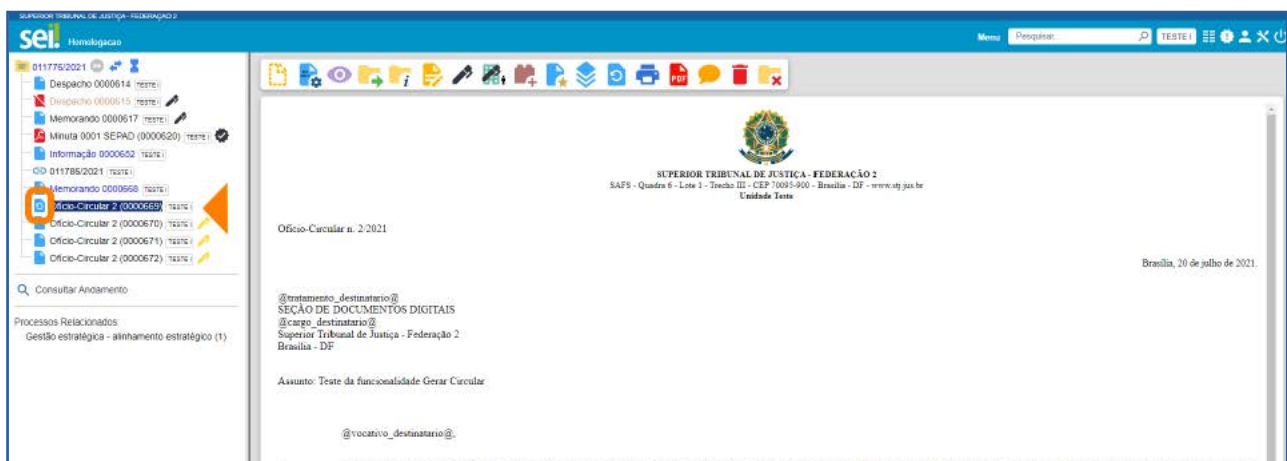 SUPERIOR TRIBUNAL DE JUSTIÇA - FEDERAÇÃO 2
sei. Homologacao Menu Pesquisar... TESTE I
011776/2021
Despacho 0000614 TESTE I
Despacho 0000615 TESTE I
Memorando 0000617 TESTE I
Minuta 0001 SEPAD (0000620) TESTE I
Informação 0000652 TESTE I
011785/2021 TESTE I
Memorando 0000668 TESTE I
Ofício-Circular 2 (0000669) TESTE I
Ofício-Circular 2 (0000670) TESTE I
Ofício-Circular 2 (0000671) TESTE I
Ofício-Circular 2 (0000672) TESTE I
Consultar Andamento
Processos Relacionados:
Gestão estratégica - alinhamento estratégico (1)
PDF
SUPERIOR TRIBUNAL DE JUSTIÇA - FEDERAÇÃO 2
SAFS - Quadra 6 - Lote 1 - Trecho III - CEP 70095-900 - Brasília - DF - www.stj.jus.br
Unidade Teste
Ofício-Circular n. 2/2021
Brasília, 20 de julho de 2021.
@tratamento_destinatario@
SEÇÃO DE DOCUMENTOS DIGITAIS
@cargo_destinatario@
Superior Tribunal de Justiça - Federação 2
Brasília - DF
Assunto: Teste da funcionalidade Gerar Circular
@vocativo_destinatario@,